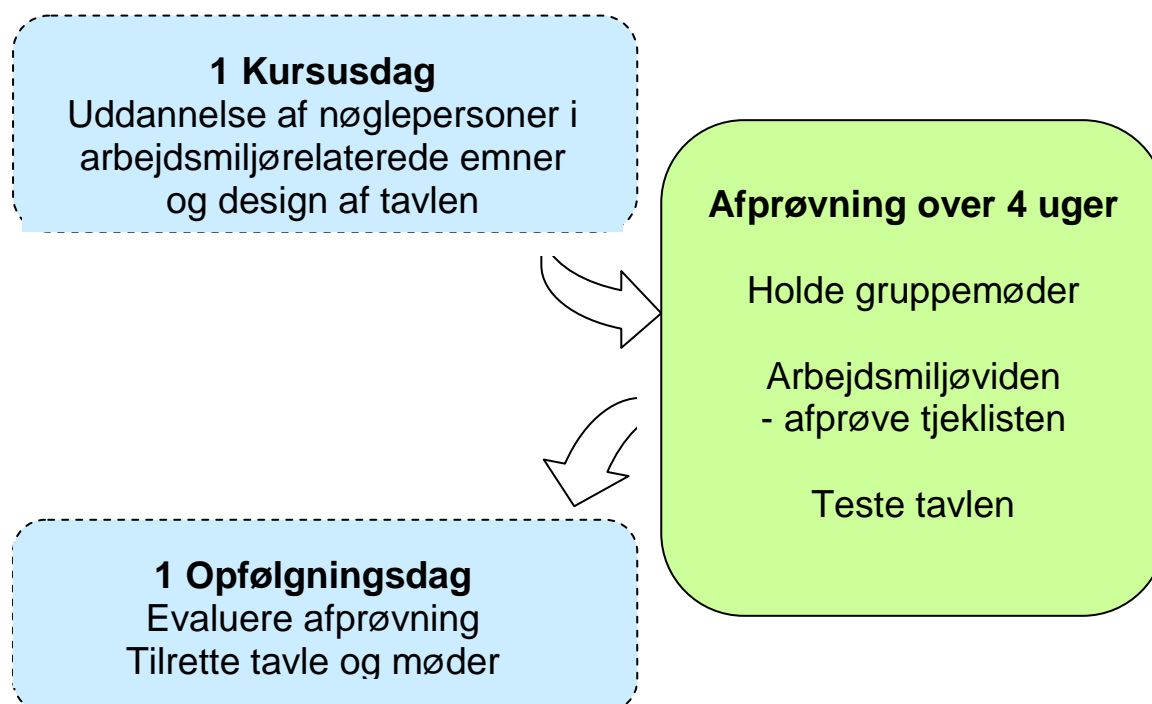 1 Kursusdag
Uddannelse af nøglepersoner i
arbejdsmiljørelaterede emner
og design af tavlen
Afprøvning over 4 uger
Holde gruppemøder
Arbejdsmiljøviden
- afprøve tjeklisten
Teste tavlen
1 Opfølgningsdag
Evaluere afprøvning
Tilrette tavle og møder